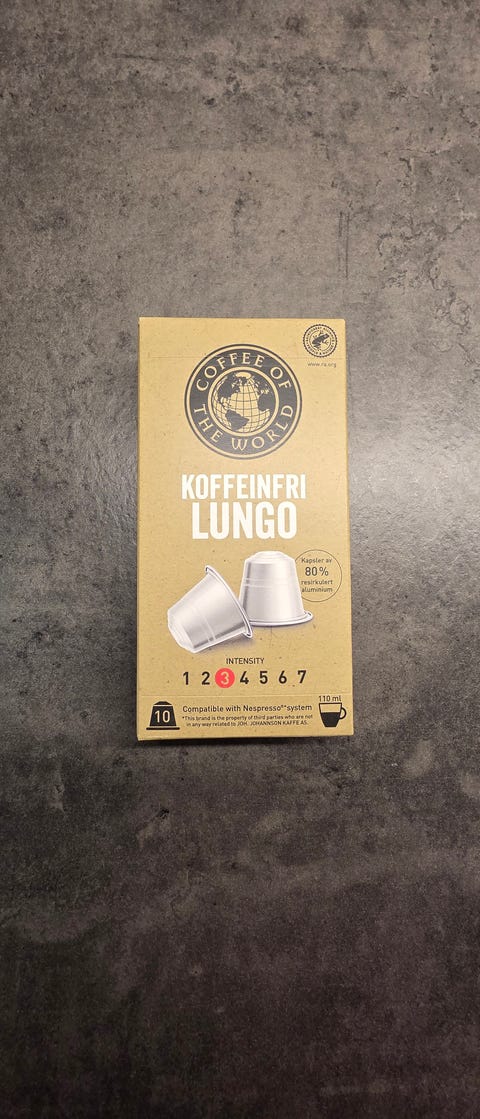 COFFEE OF
THE WORLD
www.ra.org
KOFFEINFRI
LUNGO
Kapsler av
80%
resirkulert
aluminium
INTENSITY
1 2 3 4 5 6 7
10
Compatible with Nespresso®*system
*This brand is the property of third parties who are not
in any way related to JOH. JOHANNSON KAFFE AS.
110 ml